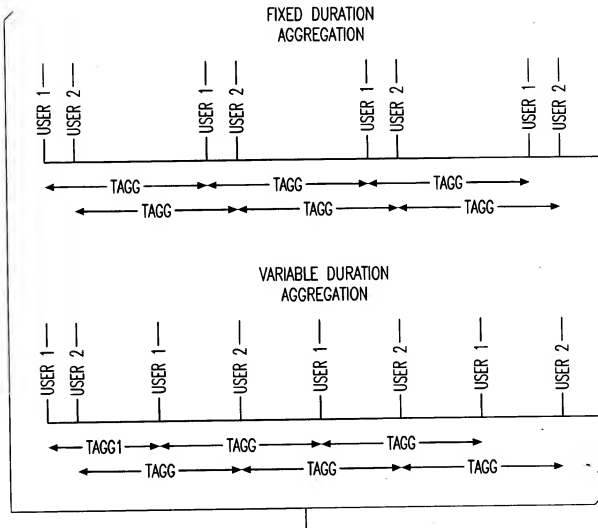 FIXED DURATION
AGGREGATION
USER 1
USER 2
USER 1
USER 2
USER 1
USER 2
USER 1
USER 2
TAGG
TAGG
TAGG
TAGG
TAGG
TAGG
VARIABLE DURATION
AGGREGATION
USER 1
USER 2
USER 1
USER 2
USER 1
USER 2
USER 1
USER 2
TAGG1
TAGG
TAGG
TAGG
TAGG
TAGG